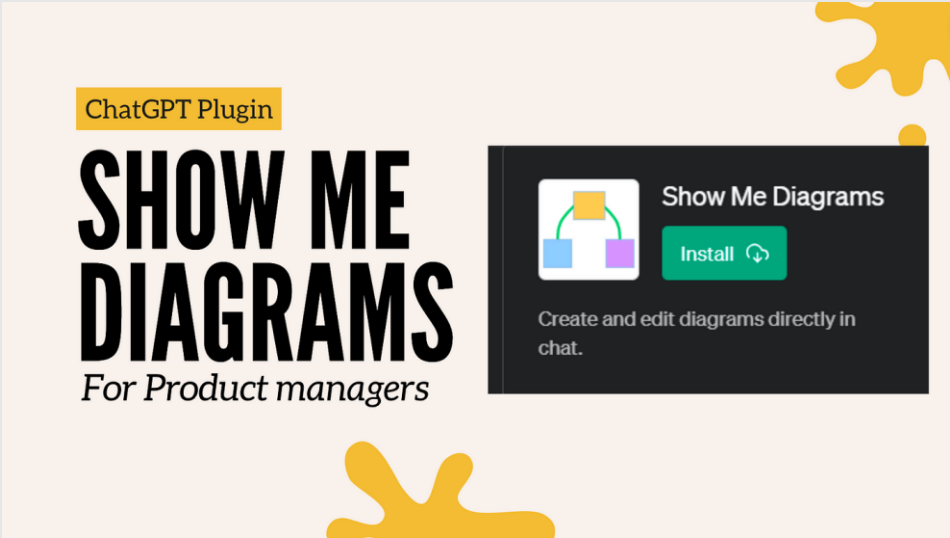 ChatGPT Plugin
SHOW ME
DIAGRAMS
For Product managers
Show Me Diagrams
Install
Create and edit diagrams directly in
chat.